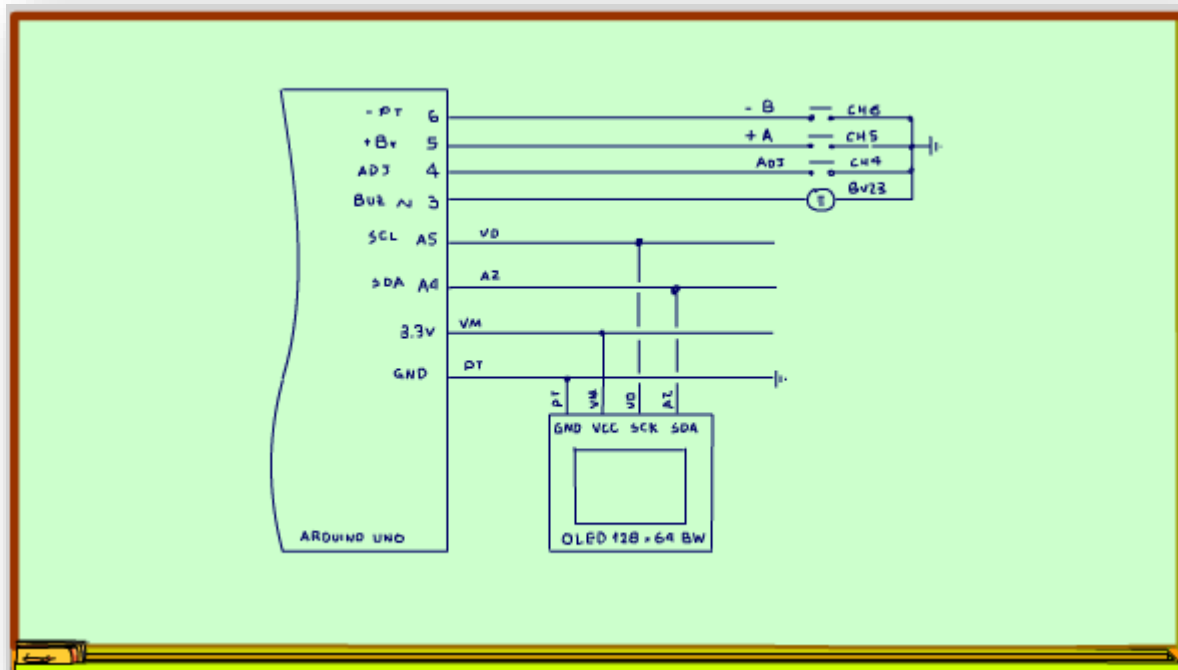 - PT 6 - B CH6
+Br 5 + A CH5
ADJ 4 ADJ CH4
BUZ ~ 3 BUZ3
SCL A5 VD
SDA A4 AZ
3.3V VM
GND PT
PT VM VD AZ
GND VCC SCK SDA
ARDUINO UNO
OLED 128 × 64 BW